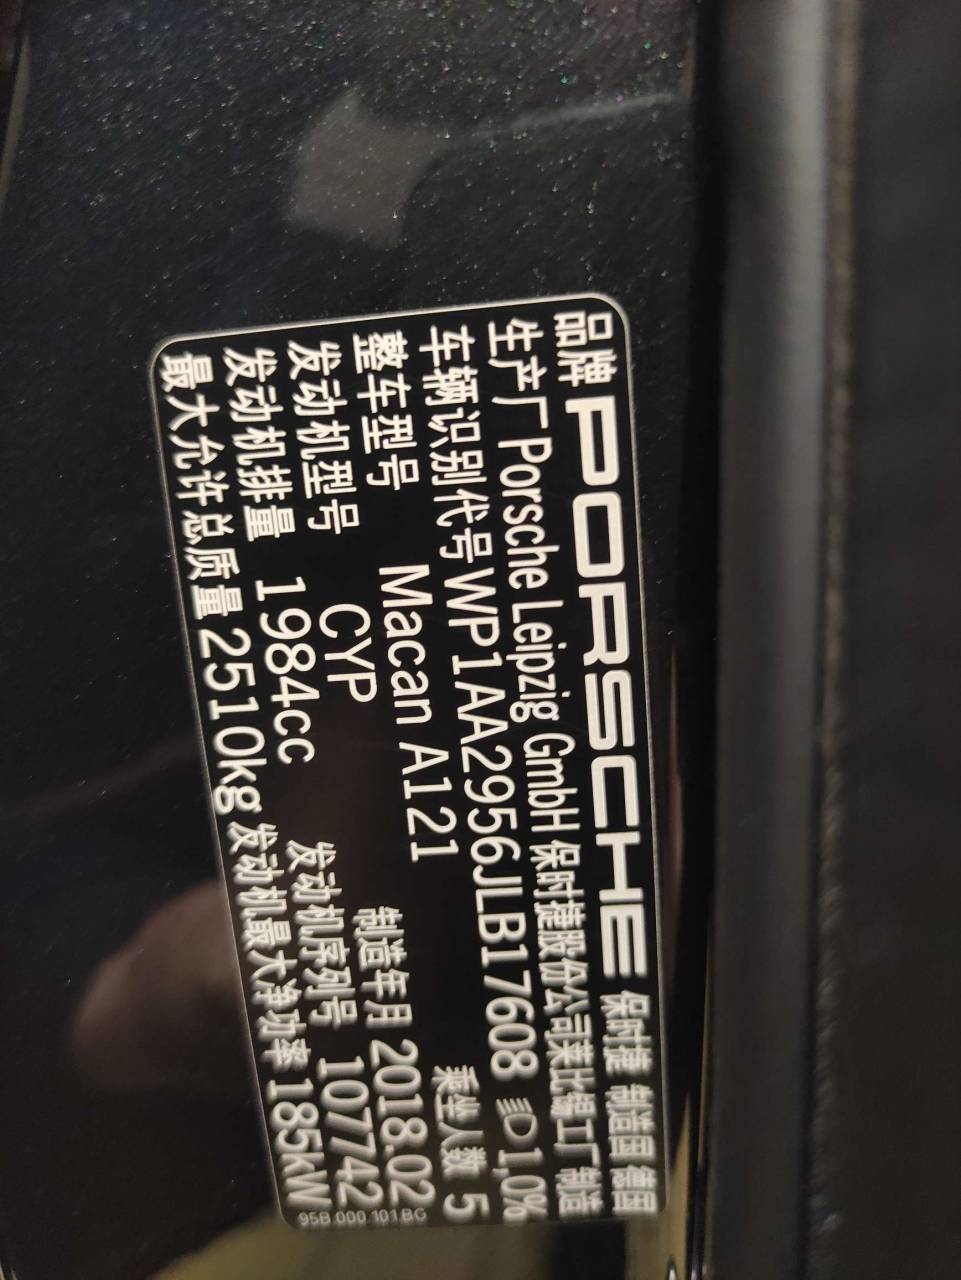 品牌 PORSCHE 保时捷 制造国 德国
生产厂 Porsche Leipzig GmbH 保时捷股份公司莱比锡工厂 制造
车辆识别代号 WP1AA2956JLB17608 1,0%
整车型号 Macan A121 乘坐人数 5
发动机型号 CYP 制造年月 2018.02
发动机排量 1984cc 发动机序列号 107742
最大允许总质量 2510kg 发动机最大净功率 185kW
95B.000.101.BG